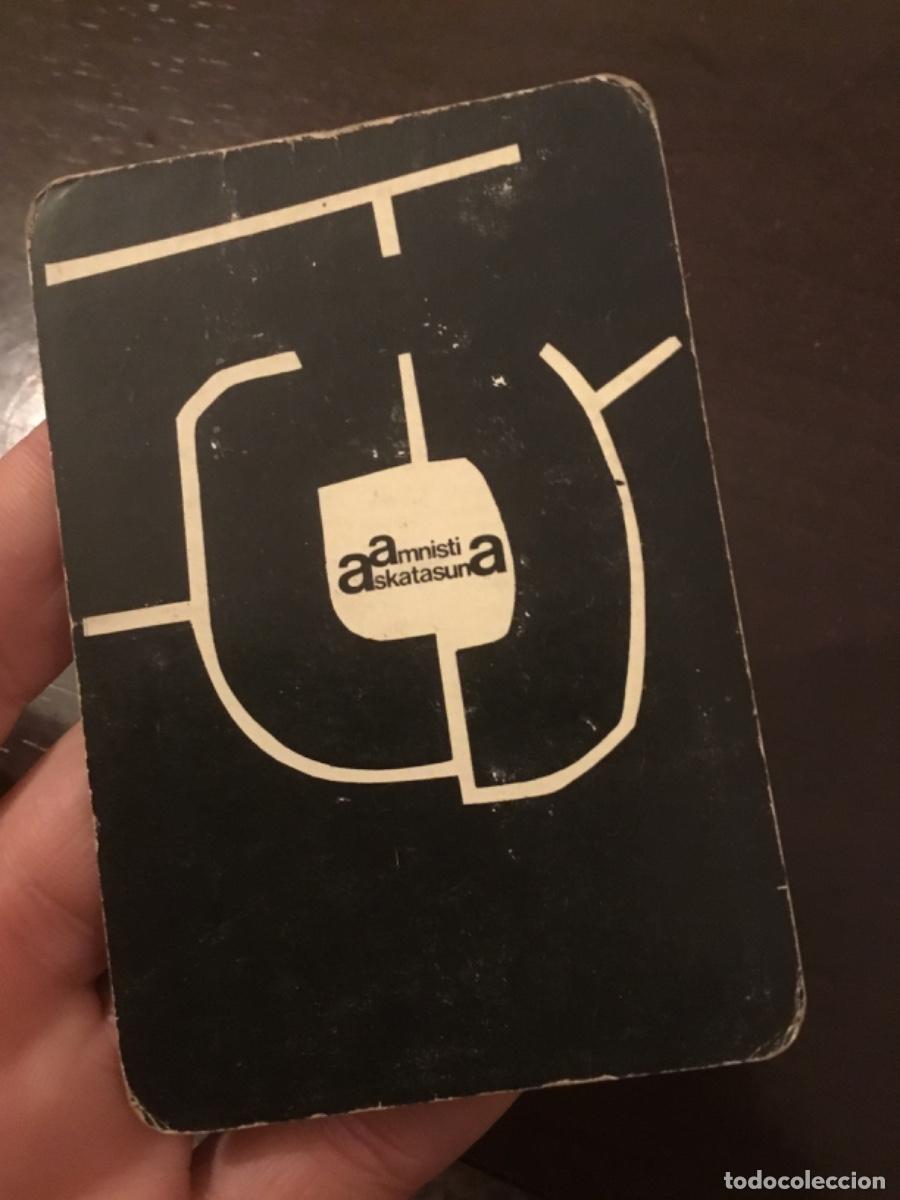 amnistia
askatasuna
todocoleccion